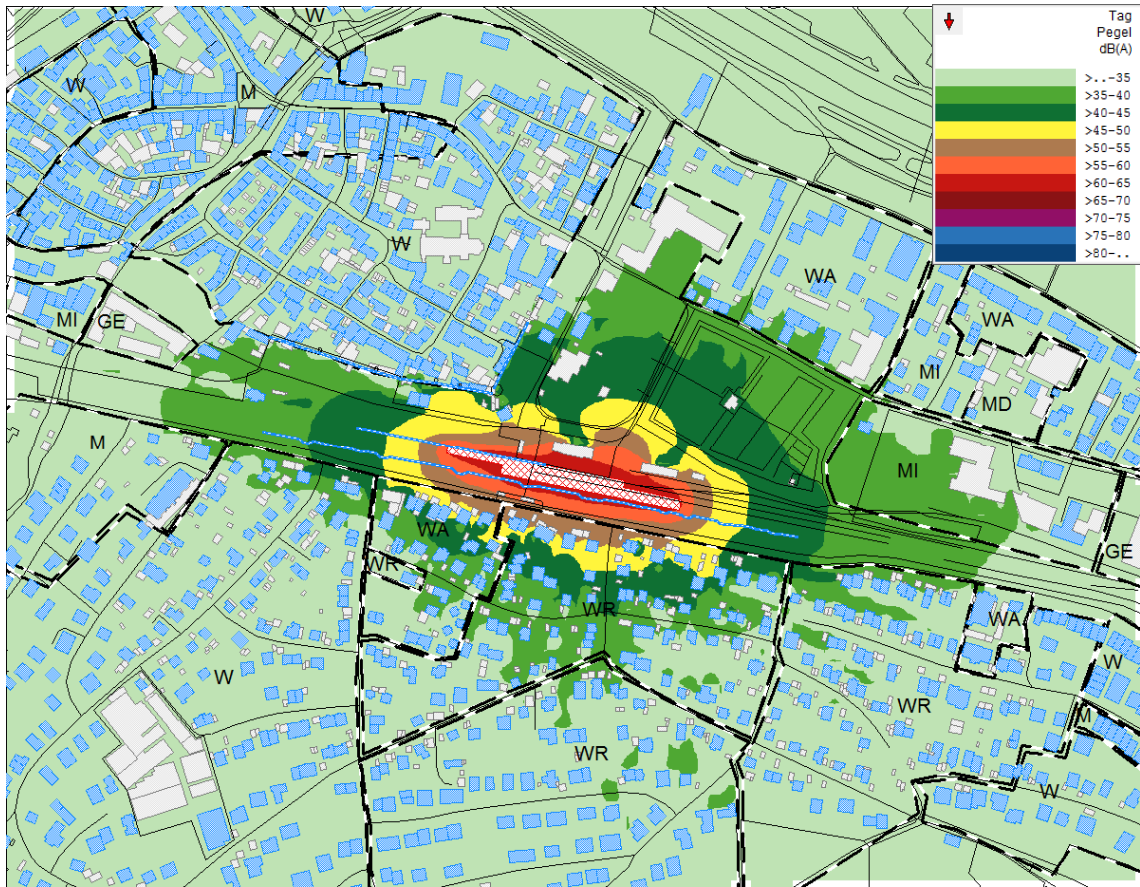 Tag
Pegel
dB(A)
>..-35
>35-40
>40-45
>45-50
>50-55
>55-60
>60-65
>65-70
>70-75
>75-80
>80-..
W
W
M
W
WA
WA
MI
GE
MI
MD
M
MI
WA
GE
WR
WR
WA
W
W
WR
M
WR
W